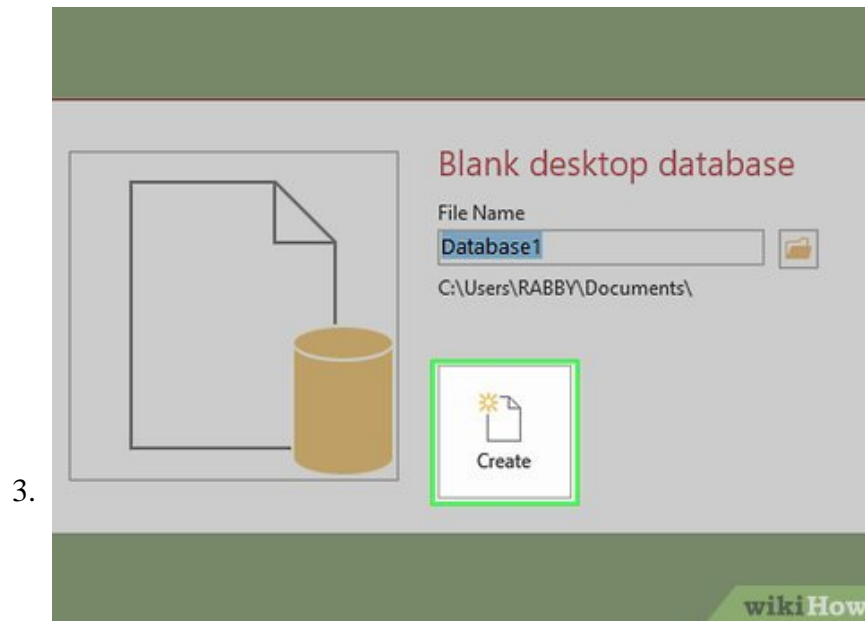 Blank desktop database
File Name
Database1
C:\Users\RABBY\Documents\
Create
3.
wikiHow